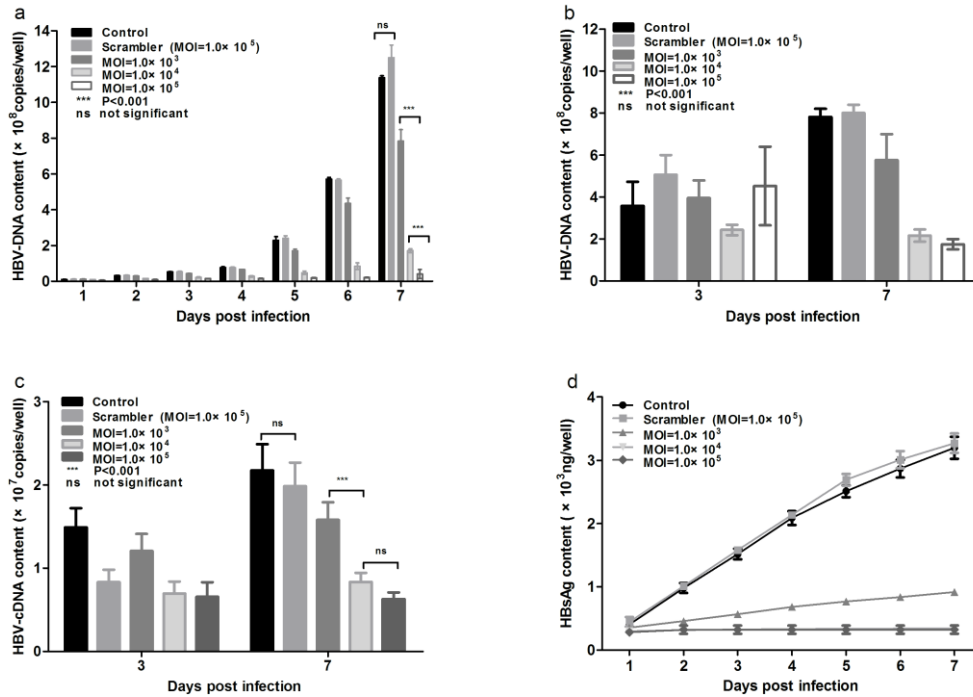 a
HBV-DNA content (× 10⁸copies/well)
14
12
10
8
6
4
2
0
Control
Scrambler (MOI=1.0× 10⁵)
MOI=1.0× 10³
MOI=1.0× 10⁴
MOI=1.0× 10⁵
*** P<0.001
ns not significant
ns
***
***
1 2 3 4 5 6 7
Days post infection
b
HBV-DNA content (× 10⁸copies/well)
12
9
6
4
2
0
Control
Scrambler (MOI=1.0× 10⁵)
MOI=1.0× 10³
MOI=1.0× 10⁴
MOI=1.0× 10⁵
*** P<0.001
ns not significant
3 7
Days post infection
c
HBV-cDNA content (× 10⁷copies/well)
3
2
1
0
Control
Scrambler (MOI=1.0× 10⁵)
MOI=1.0× 10³
MOI=1.0× 10⁴
MOI=1.0× 10⁵
*** P<0.001
ns not significant
ns
***
ns
3 7
Days post infection
d
HBsAg content ( × 10³ng/well)
4
3
1
0
Control
Scrambler (MOI=1.0× 10⁵)
MOI=1.0× 10³
MOI=1.0× 10⁴
MOI=1.0× 10⁵
1 2 3 4 5 6 7
Days post infection